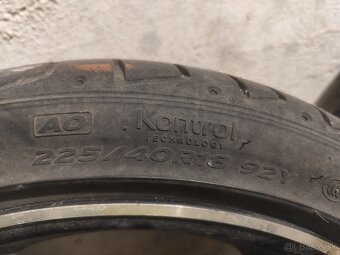 AO
Kontrol
TECHNOLOGY
225/40R18 92Y